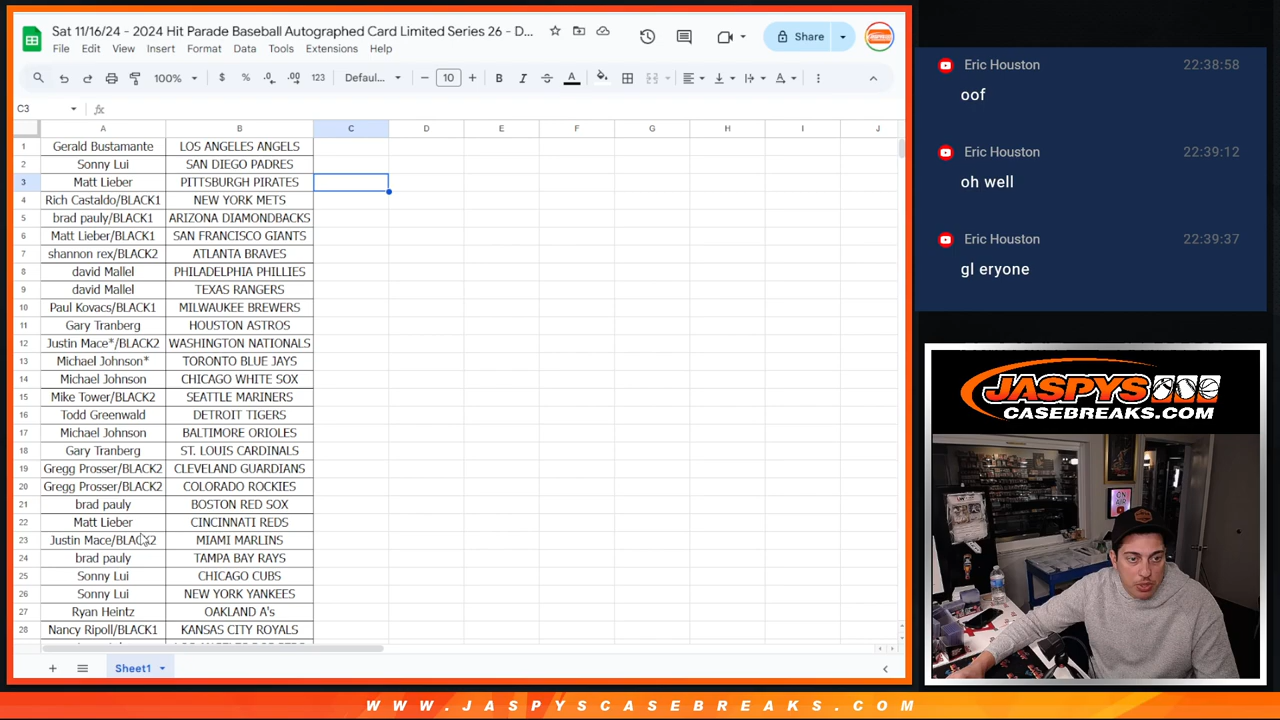 Sat 11/16/24 - 2024 Hit Parade Baseball Autographed Card Limited Series 26 - D...
File Edit View Insert Format Data Tools Extensions Help
Share
100% $ % .0 .00 123 Defaul... 10 B I A
C3
A B C D E F G H I J
1 Gerald Bustamante LOS ANGELES ANGELS
2 Sonny Lui SAN DIEGO PADRES
3 Matt Lieber PITTSBURGH PIRATES
4 Rich Castaldo/BLACK1 NEW YORK METS
5 brad pauly/BLACK1 ARIZONA DIAMONDBACKS
6 Matt Lieber/BLACK1 SAN FRANCISCO GIANTS
7 shannon rex/BLACK2 ATLANTA BRAVES
8 david Mallel PHILADELPHIA PHILLIES
9 david Mallel TEXAS RANGERS
10 Paul Kovacs/BLACK1 MILWAUKEE BREWERS
11 Gary Tranberg HOUSTON ASTROS
12 Justin Mace*/BLACK2 WASHINGTON NATIONALS
13 Michael Johnson* TORONTO BLUE JAYS
14 Michael Johnson CHICAGO WHITE SOX
15 Mike Tower/BLACK2 SEATTLE MARINERS
16 Todd Greenwald DETROIT TIGERS
17 Michael Johnson BALTIMORE ORIOLES
18 Gary Tranberg ST. LOUIS CARDINALS
19 Gregg Prosser/BLACK2 CLEVELAND GUARDIANS
20 Gregg Prosser/BLACK2 COLORADO ROCKIES
21 brad pauly BOSTON RED SOX
22 Matt Lieber CINCINNATI REDS
23 Justin Mace/BLACK2 MIAMI MARLINS
24 brad pauly TAMPA BAY RAYS
25 Sonny Lui CHICAGO CUBS
26 Sonny Lui NEW YORK YANKEES
27 Ryan Heintz OAKLAND A's
28 Nancy Ripoll/BLACK1 KANSAS CITY ROYALS
Sheet1
Eric Houston 22:38:58
oof
Eric Houston 22:39:12
oh well
Eric Houston 22:39:37
gl eryone
JASPYS
CASEBREAKS.COM
ON
AIR
WWW.JASPYSCASEBREAKS.COM